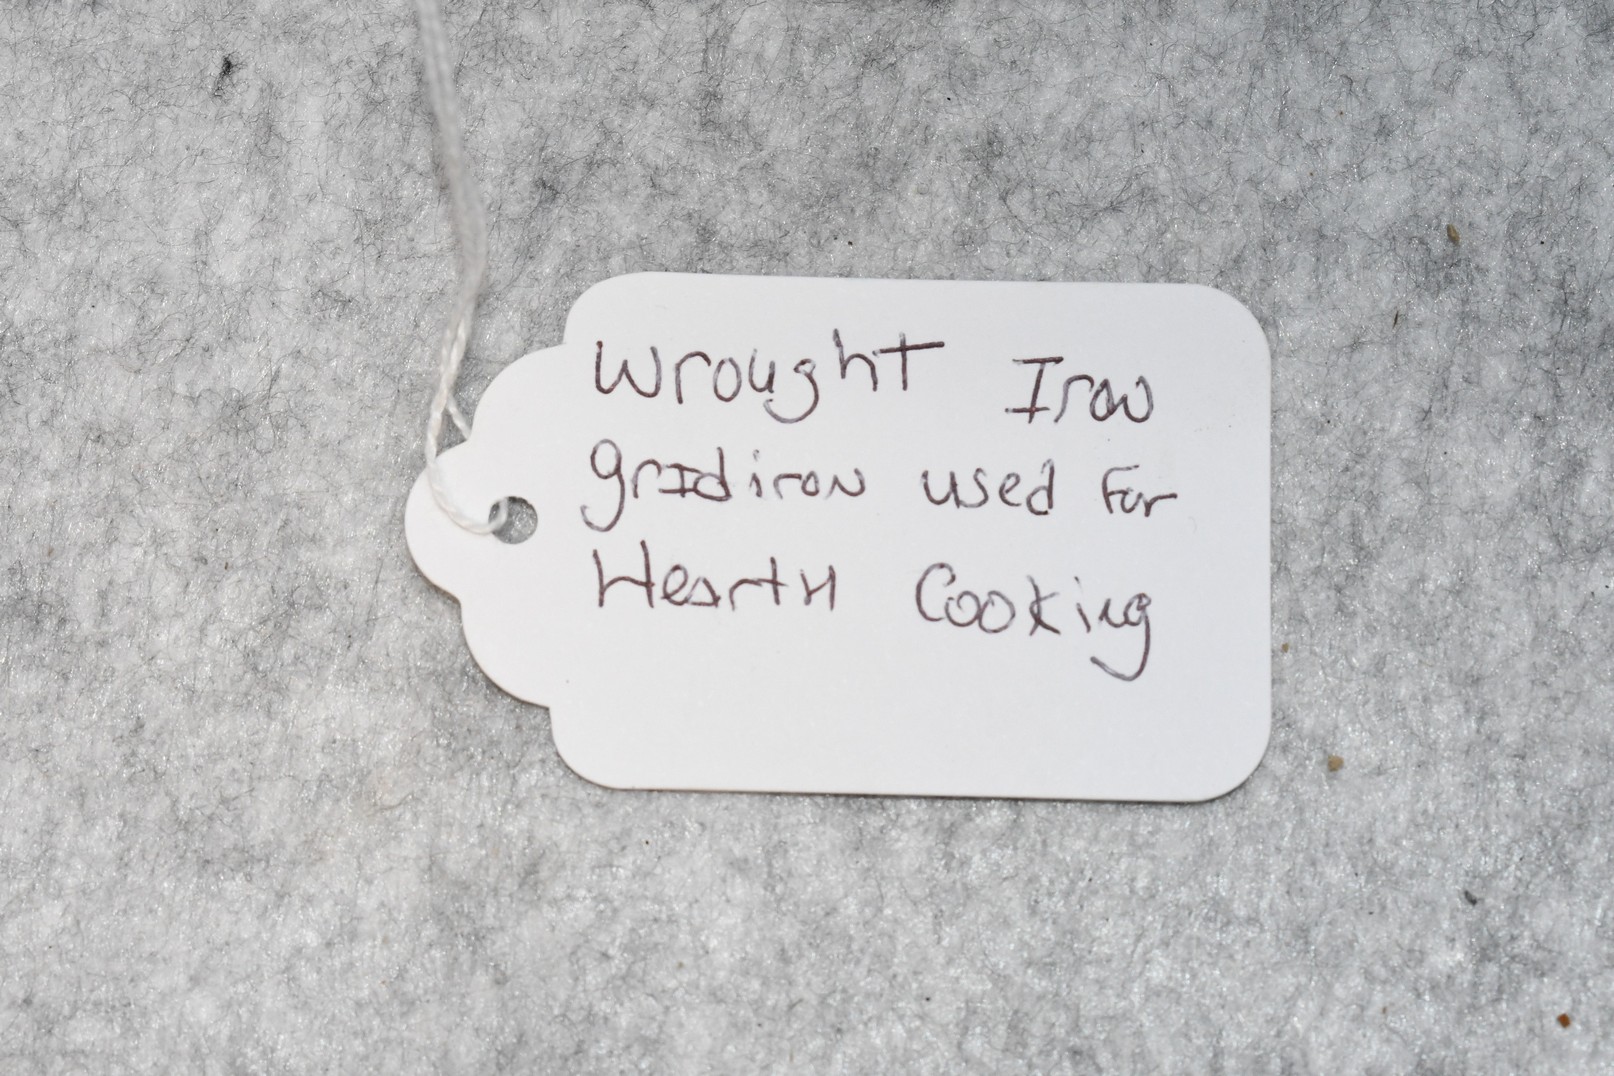 Wrought Iron
gridiron used For
Hearth Cooking